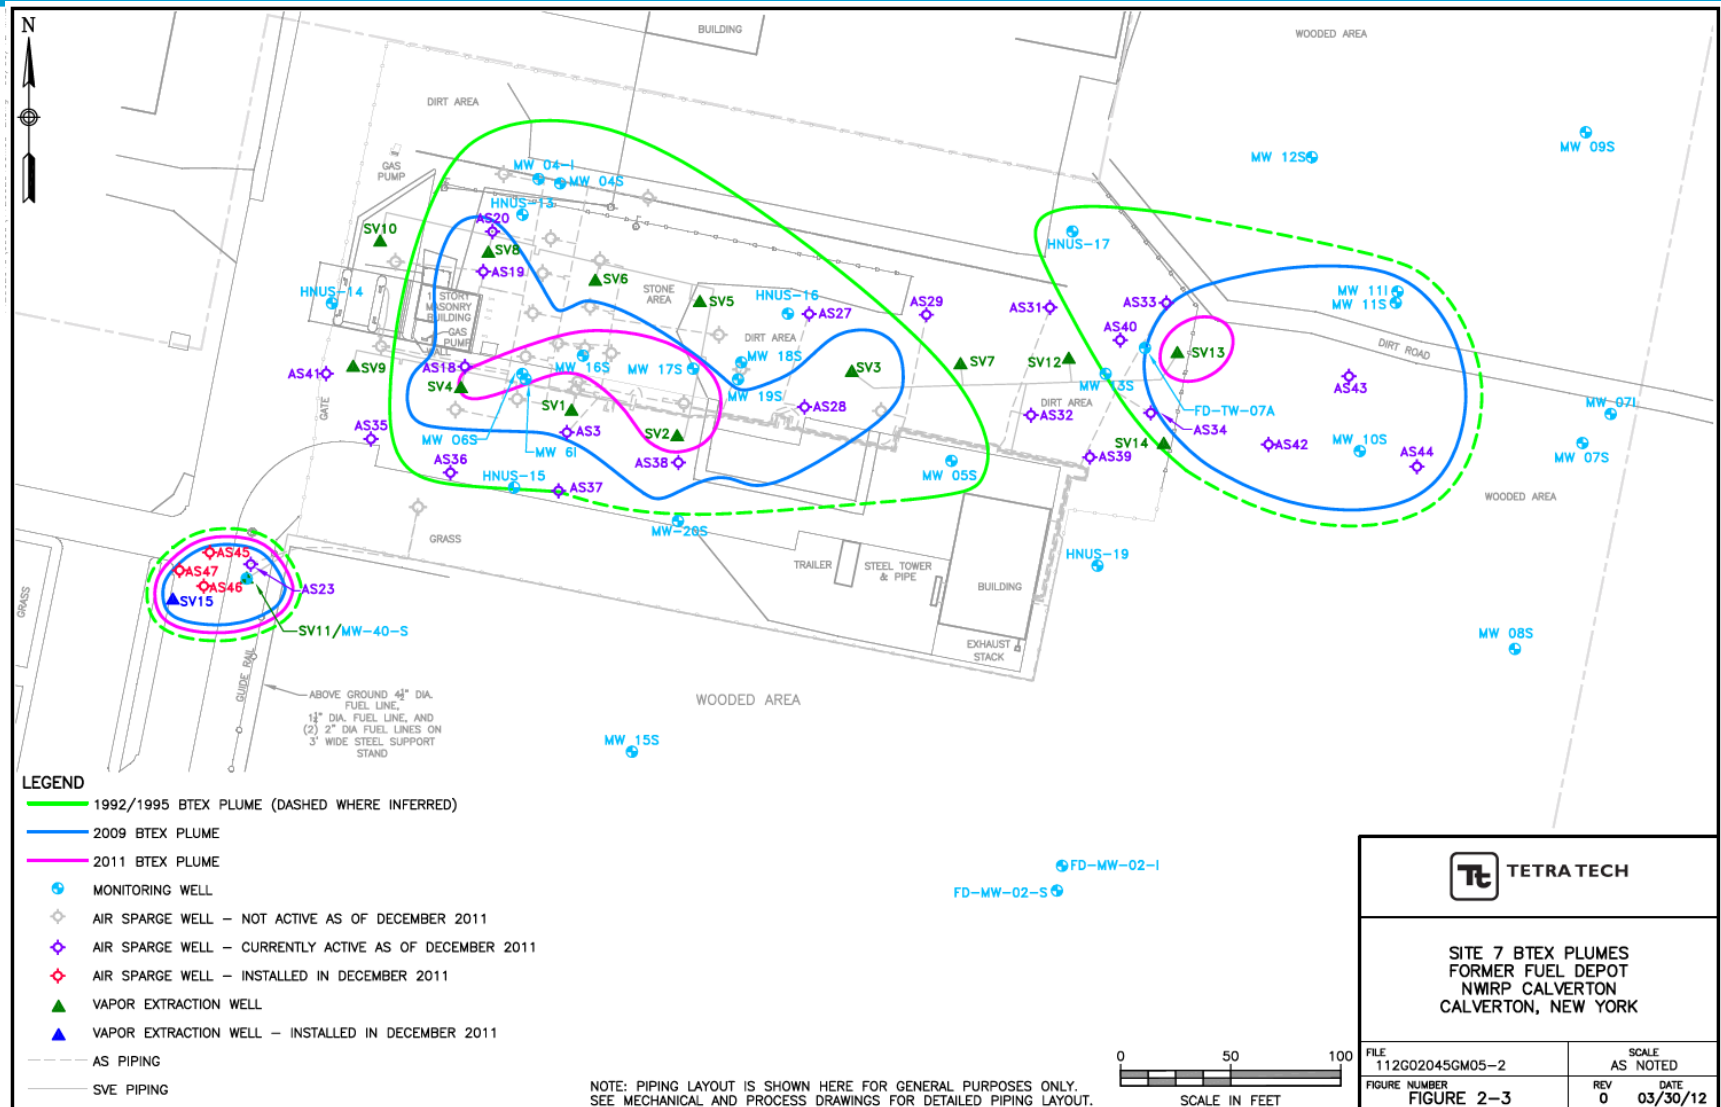 N
BUILDING
WOODED AREA
DIRT AREA
GAS
PUMP
MW 04-I
MW 04S
HNUS-13
AS20
SV10
SV8
AS19
SV6
HNUS-14
1 STORY
MASONRY
BUILDING
GAS
PUMP
WALL
STONE
AREA
SV5
HNUS-16
AS27
AS29
DIRT AREA
MW 12S
MW 09S
HNUS-17
AS31
AS33
AS40
MW 11I
MW 11S
SV13
DIRT ROAD
AS41
SV9
AS18
SV4
MW 16S
MW 17S
MW 18S
MW 19S
SV3
SV7
SV12
MW 13S
DIRT AREA
AS43
FD-TW-07A
MW 07I
GATE
AS35
SV1
AS3
SV2
AS28
AS32
AS34
SV14
AS42
MW 10S
AS44
MW 07S
MW 06S
MW 6I
AS36
HNUS-15
AS37
AS38
MW 05S
AS39
WOODED AREA
MW-20S
GRASS
TRAILER
STEEL TOWER
& PIPE
BUILDING
HNUS-19
EXHAUST
STACK
MW 08S
GRASS
AS45
AS47
AS46
SV15
AS23
SV11/MW-40-S
GUIDE RAIL
ABOVE GROUND 4½" DIA.
FUEL LINE,
1½" DIA. FUEL LINE, AND
(2) 2" DIA FUEL LINES ON
3' WIDE STEEL SUPPORT
STAND
WOODED AREA
MW 15S
FD-MW-02-I
FD-MW-02-S
LEGEND
1992/1995 BTEX PLUME (DASHED WHERE INFERRED)
2009 BTEX PLUME
2011 BTEX PLUME
MONITORING WELL
AIR SPARGE WELL – NOT ACTIVE AS OF DECEMBER 2011
AIR SPARGE WELL – CURRENTLY ACTIVE AS OF DECEMBER 2011
AIR SPARGE WELL – INSTALLED IN DECEMBER 2011
VAPOR EXTRACTION WELL
VAPOR EXTRACTION WELL – INSTALLED IN DECEMBER 2011
AS PIPING
SVE PIPING
NOTE: PIPING LAYOUT IS SHOWN HERE FOR GENERAL PURPOSES ONLY.
SEE MECHANICAL AND PROCESS DRAWINGS FOR DETAILED PIPING LAYOUT.
0 50 100
SCALE IN FEET
Tt TETRA TECH
SITE 7 BTEX PLUMES
FORMER FUEL DEPOT
NWIRP CALVERTON
CALVERTON, NEW YORK
FILE
112G02045GM05-2
SCALE
AS NOTED
FIGURE NUMBER
FIGURE 2-3
REV
0
DATE
03/30/12